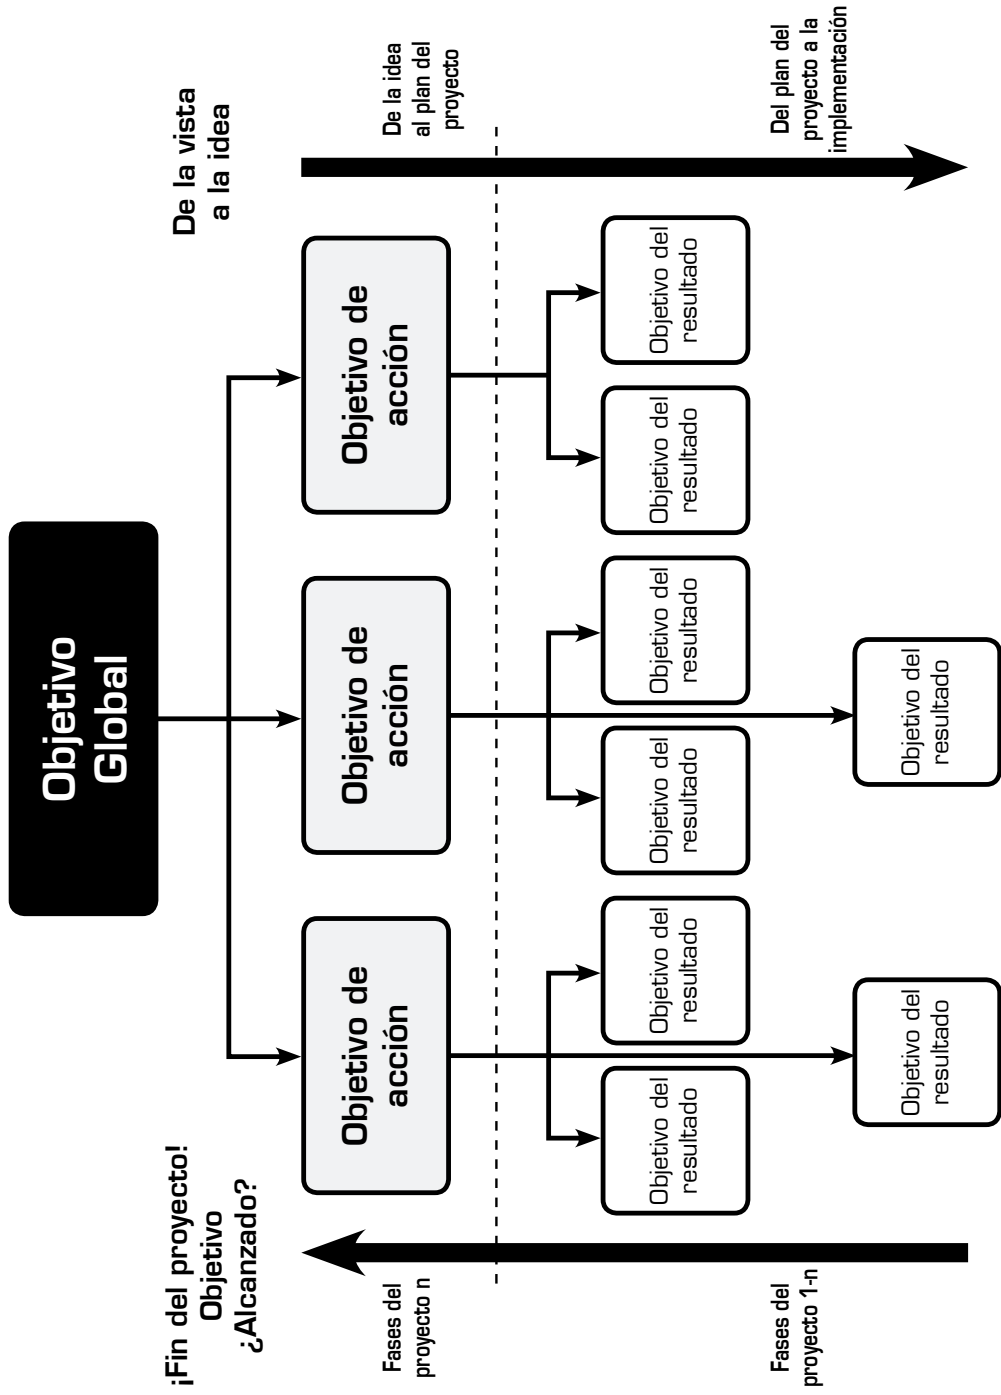 Objetivo
Global
¡Fin del proyecto!
Objetivo
¿Alcanzado?
De la vista
a la idea
Objetivo de
acción
Objetivo de
acción
Objetivo de
acción
Fases del
proyecto n
De la idea
al plan del
proyecto
Objetivo del
resultado
Objetivo del
resultado
Objetivo del
resultado
Objetivo del
resultado
Objetivo del
resultado
Objetivo del
resultado
Fases del
proyecto 1-n
Del plan del
proyecto a la
implementación
Objetivo del
resultado
Objetivo del
resultado